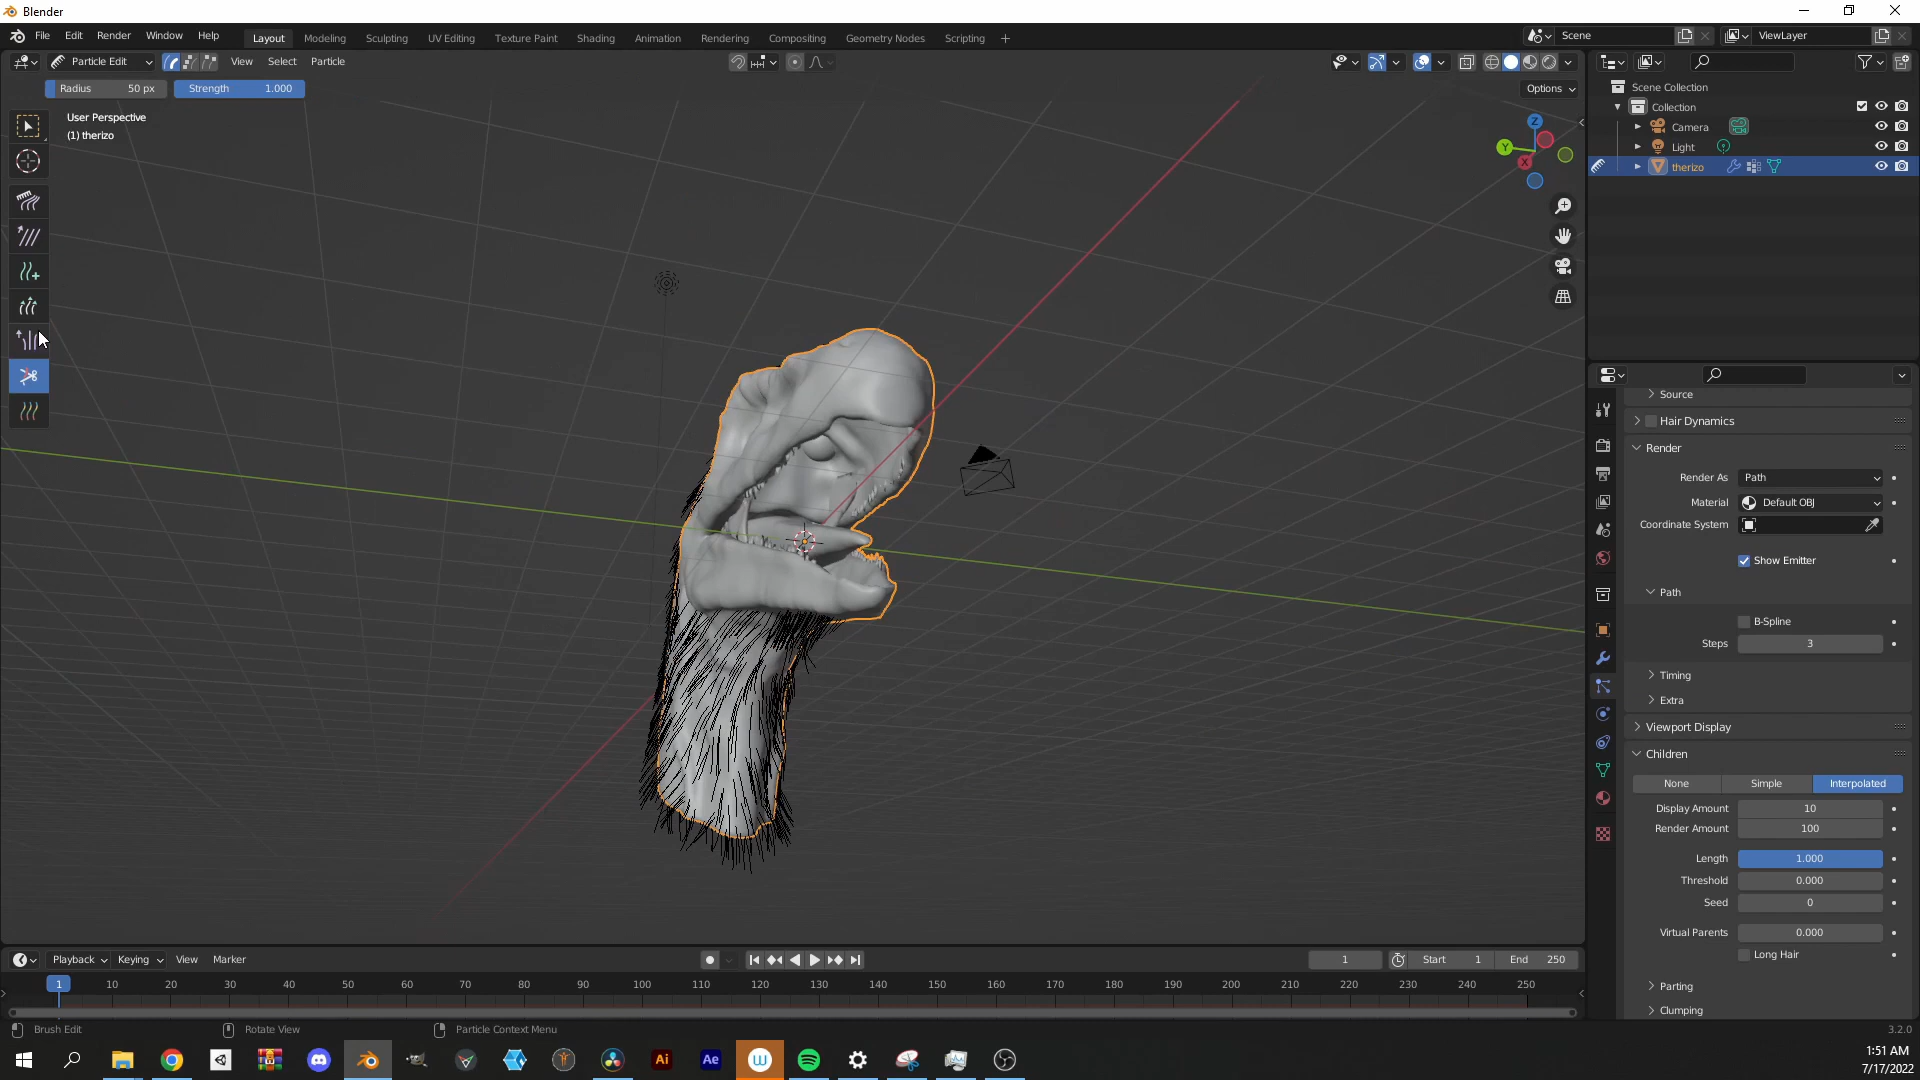 Blender
File Edit Render Window Help
Layout Modeling Sculpting UV Editing Texture Paint Shading Animation Rendering Compositing Geometry Nodes Scripting +
Scene
ViewLayer
Particle Edit View Select Particle
Radius 50 px Strength 1.000
Options
User Perspective
(1) therizo
Z
Y
X
Scene Collection
Collection
Camera
Light
therizo
Source
Hair Dynamics
Render
Render As Path
Material Default OBJ
Coordinate System
Show Emitter
Path
B-Spline
Steps 3
Timing
Extra
Viewport Display
Children
None Simple Interpolated
Display Amount 10
Render Amount 100
Length 1.000
Threshold 0.000
Seed 0
Virtual Parents 0.000
Long Hair
Parting
Clumping
Playback Keying View Marker
1 Start 1 End 250
1 10 20 30 40 50 60 70 80 90 100 110 120 130 140 150 160 170 180 190 200 210 220 230 240 250
Brush Edit Rotate View Particle Context Menu
3.2.0
Ai Ae W
1:51 AM
7/17/2022